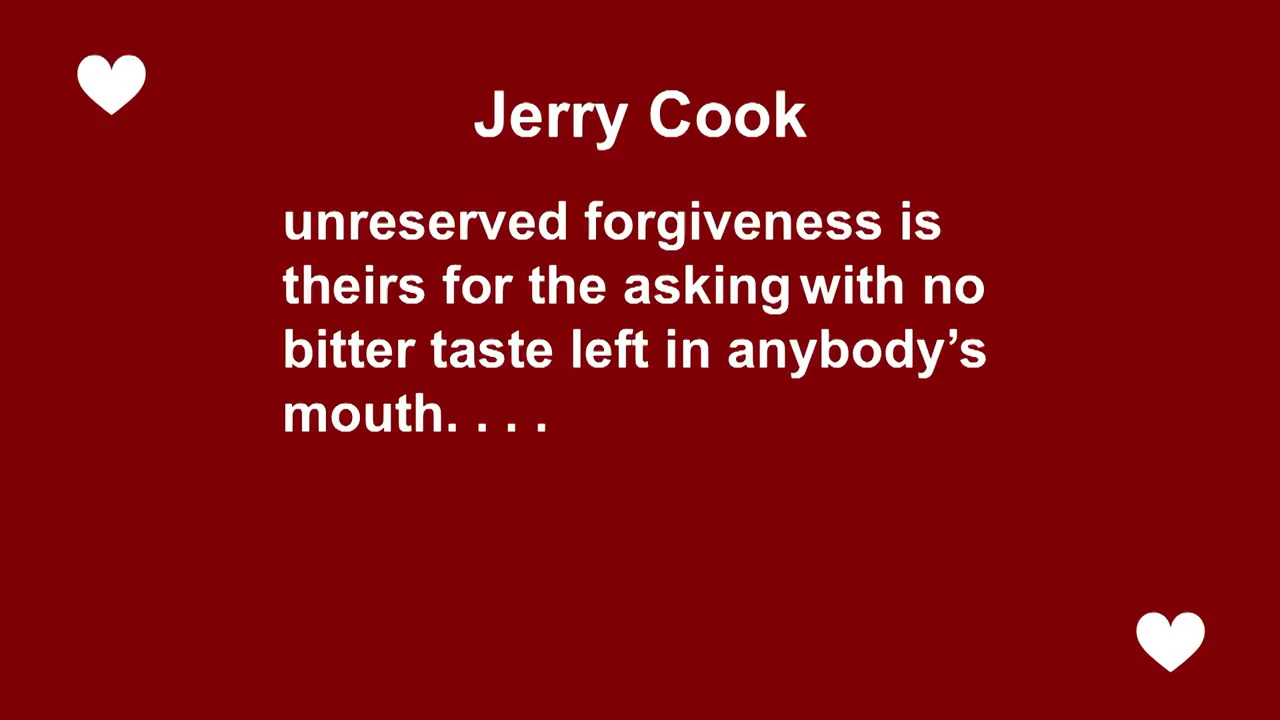 Jerry Cook
unreserved forgiveness is
theirs for the asking with no
bitter taste left in anybody’s
mouth. . . .